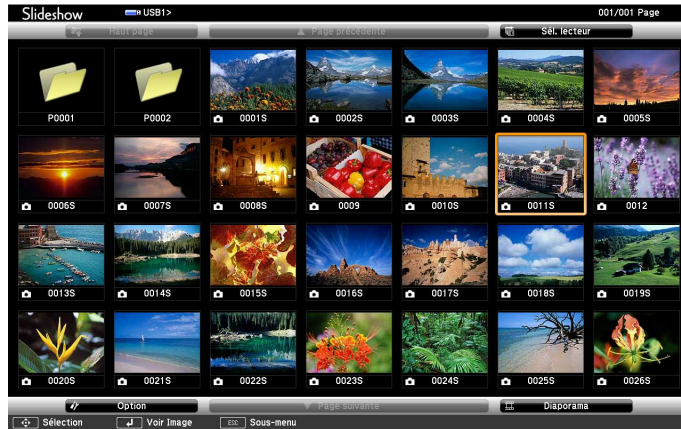 Slideshow USB1> 001/001 Page
Haut page Page précédente Sél. lecteur
P0001 P0002 0001S 0002S 0003S 0004S 0005S
0006S 0007S 0008S 0009 0010S 0011S 0012
0013S 0014S 0015S 0016S 0017S 0018S 0019S
0020S 0021S 0022S 0023S 0024S 0025S 0026S
Option Page suivante Diaporama
Sélection Voir Image ESC Sous-menu